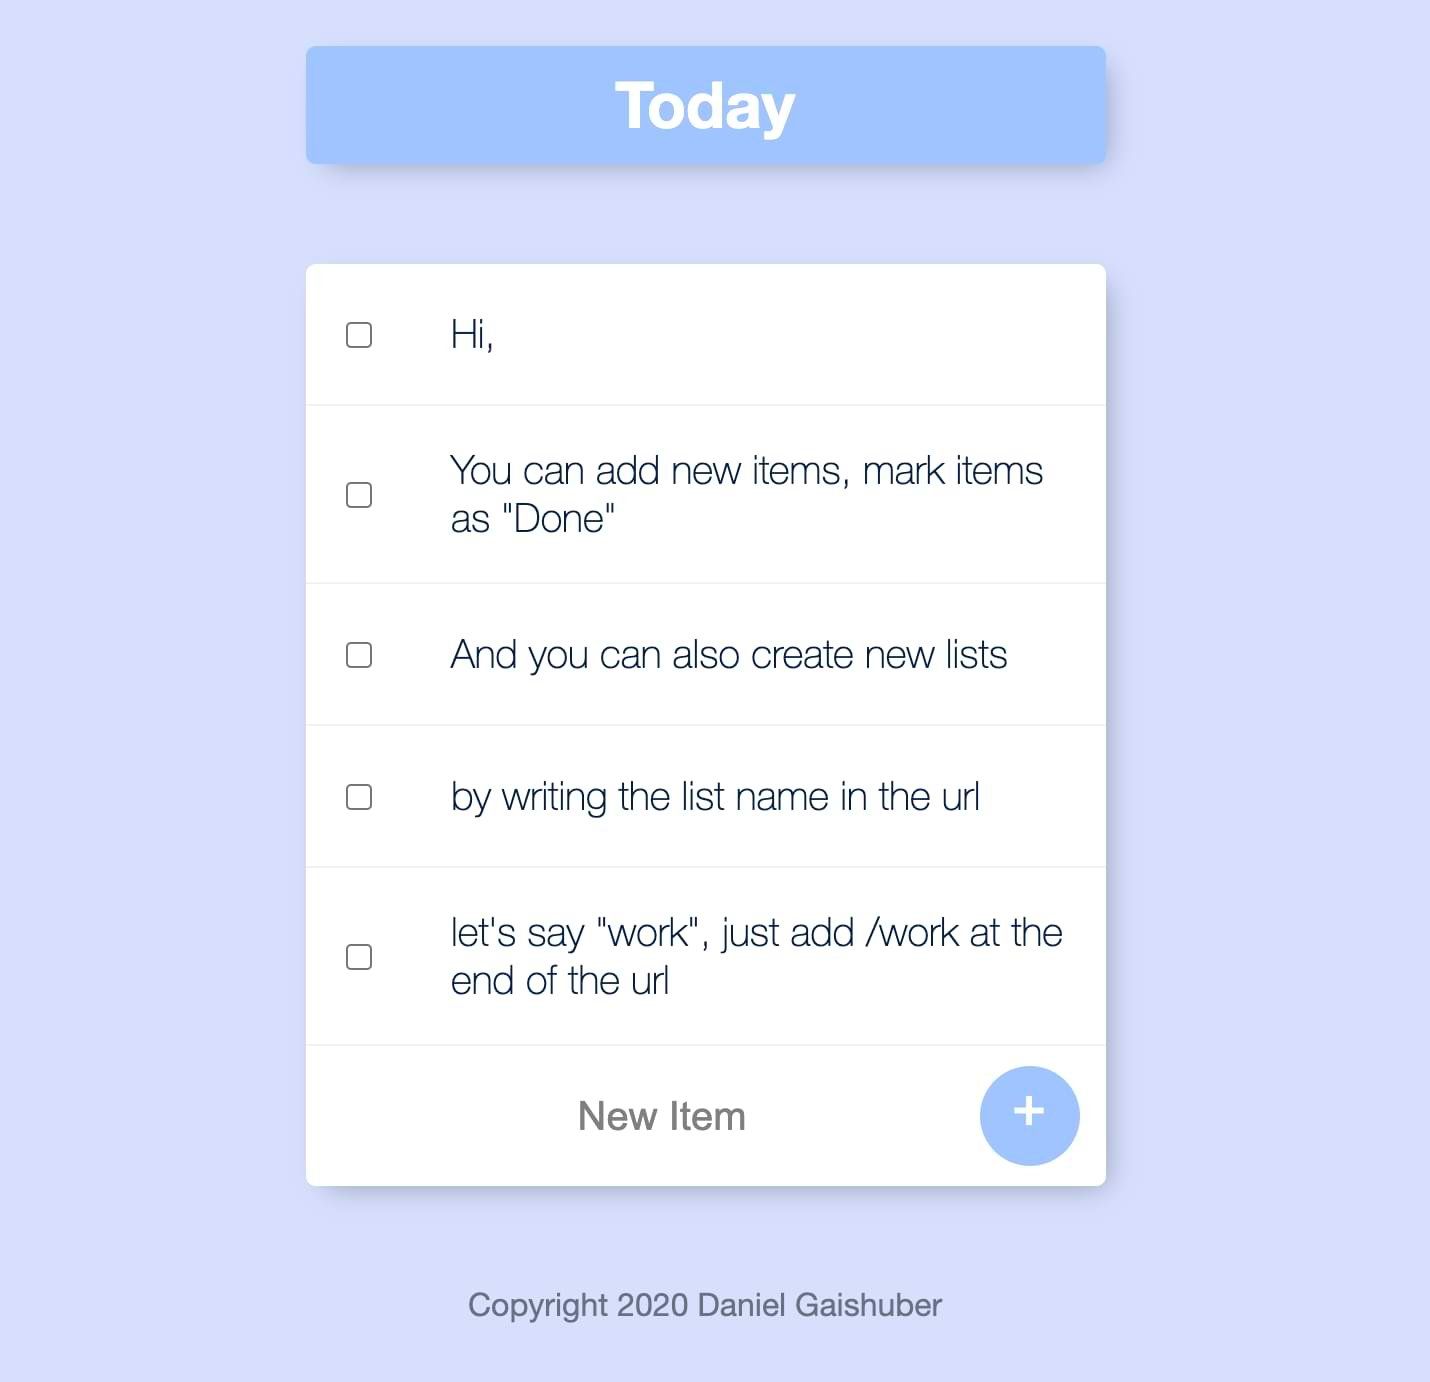 Today
Hi,
You can add new items, mark items
as "Done"
And you can also create new lists
by writing the list name in the url
let's say "work", just add /work at the
end of the url
New Item
+
Copyright 2020 Daniel Gaishuber